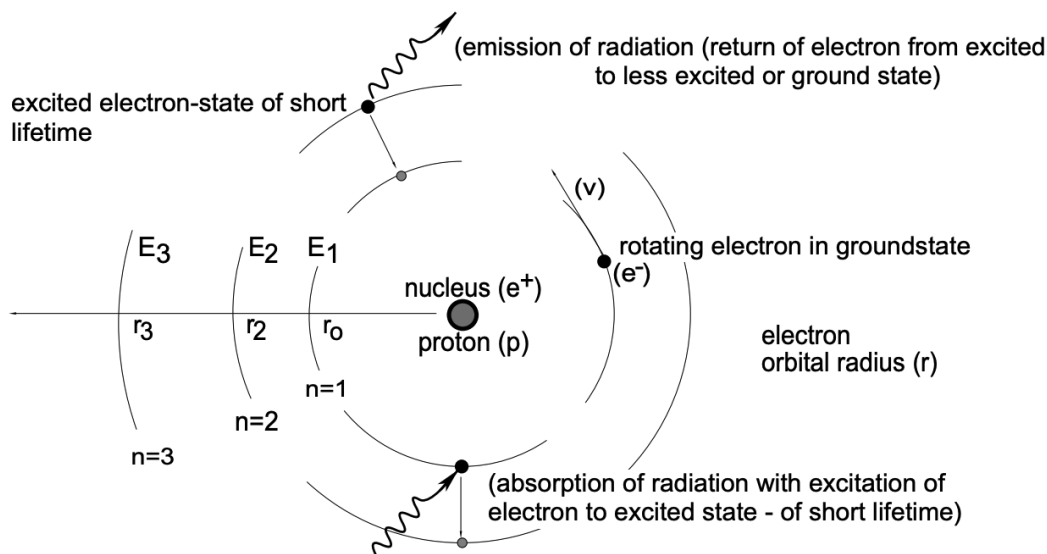 (emission of radiation (return of electron from excited
to less excited or ground state)
excited electron-state of short
lifetime
(v)
rotating electron in groundstate
(e⁻)
E₃
E₂
E₁
nucleus (e⁺)
proton (p)
r₃
r₂
rₒ
electron
orbital radius (r)
n=1
n=2
n=3
(absorption of radiation with excitation of
electron to excited state - of short lifetime)